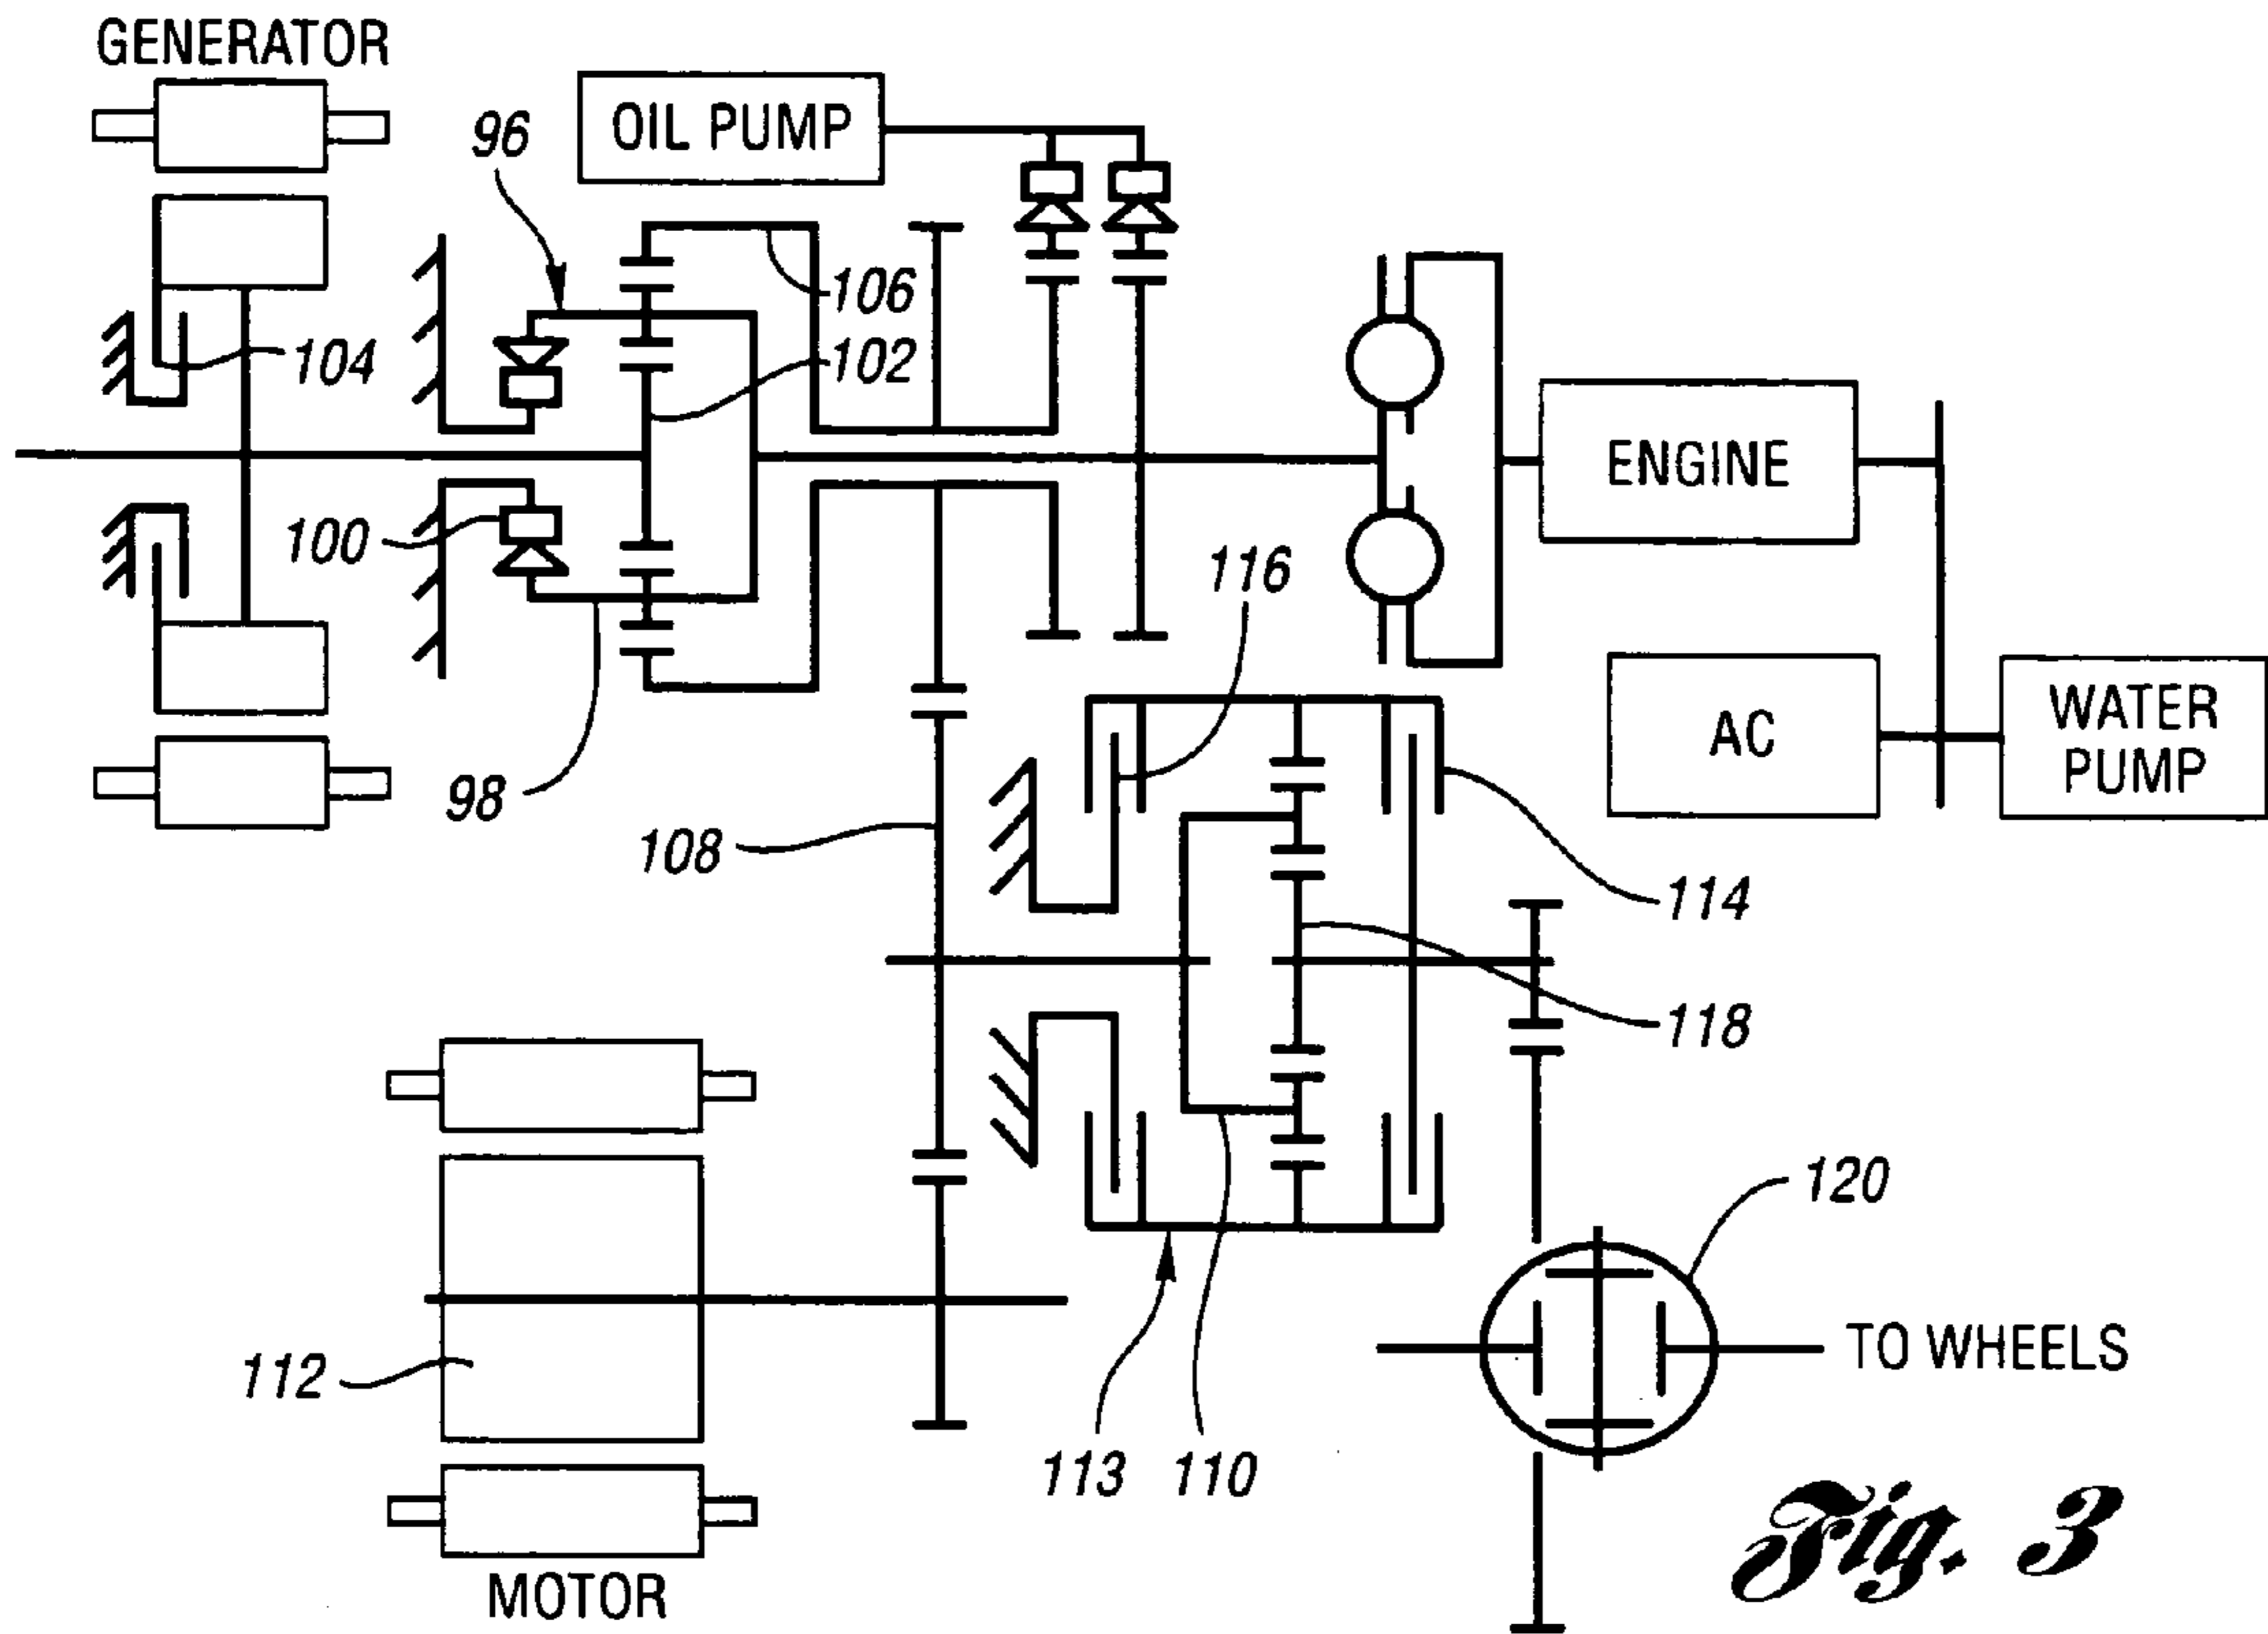 GENERATOR
OIL PUMP
96
106
104
102
ENGINE
100
116
AC
WATER
PUMP
98
108
114
118
120
TO WHEELS
112
113
110
Fig. 3
MOTOR